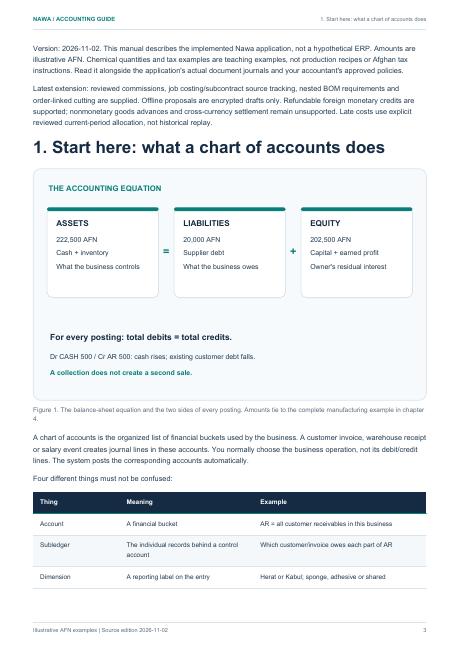 NAWA / ACCOUNTING GUIDE
1. Start here: what a chart of accounts does
Version: 2026-11-02. This manual describes the implemented Nawa application, not a hypothetical ERP. Amounts are
illustrative AFN. Chemical quantities and tax examples are teaching examples, not production recipes or Afghan tax
instructions. Read it alongside the application's actual document journals and your accountant's approved policies.
Latest extension: reviewed commissions, job costing/subcontract source tracking, nested BOM requirements and
order-linked cutting are supplied. Offline proposals are encrypted drafts only. Refundable foreign monetary credits are
supported; nonmonetary goods advances and cross-currency settlement remain unsupported. Late costs use explicit
reviewed current-period allocation, not historical replay.
1. Start here: what a chart of accounts does
THE ACCOUNTING EQUATION
ASSETS
222,500 AFN
Cash + inventory
What the business controls
=
LIABILITIES
20,000 AFN
Supplier debt
What the business owes
+
EQUITY
202,500 AFN
Capital + earned profit
Owner's residual interest
For every posting: total debits = total credits.
Dr CASH 500 / Cr AR 500: cash rises; existing customer debt falls.
A collection does not create a second sale.
Figure 1. The balance-sheet equation and the two sides of every posting. Amounts tie to the complete manufacturing example in chapter
4.
A chart of accounts is the organized list of financial buckets used by the business. A customer invoice, warehouse receipt
or salary event creates journal lines in these accounts. You normally choose the business operation, not its debit/credit
lines. The system posts the corresponding accounts automatically.
Four different things must not be confused:
Thing Meaning Example
Account A financial bucket AR = all customer receivables in this business
Subledger The individual records behind a control Which customer/invoice owes each part of AR
account
Dimension A reporting label on the entry Herat or Kabul; sponge, adhesive or shared
Illustrative AFN examples | Source edition 2026-11-02
3